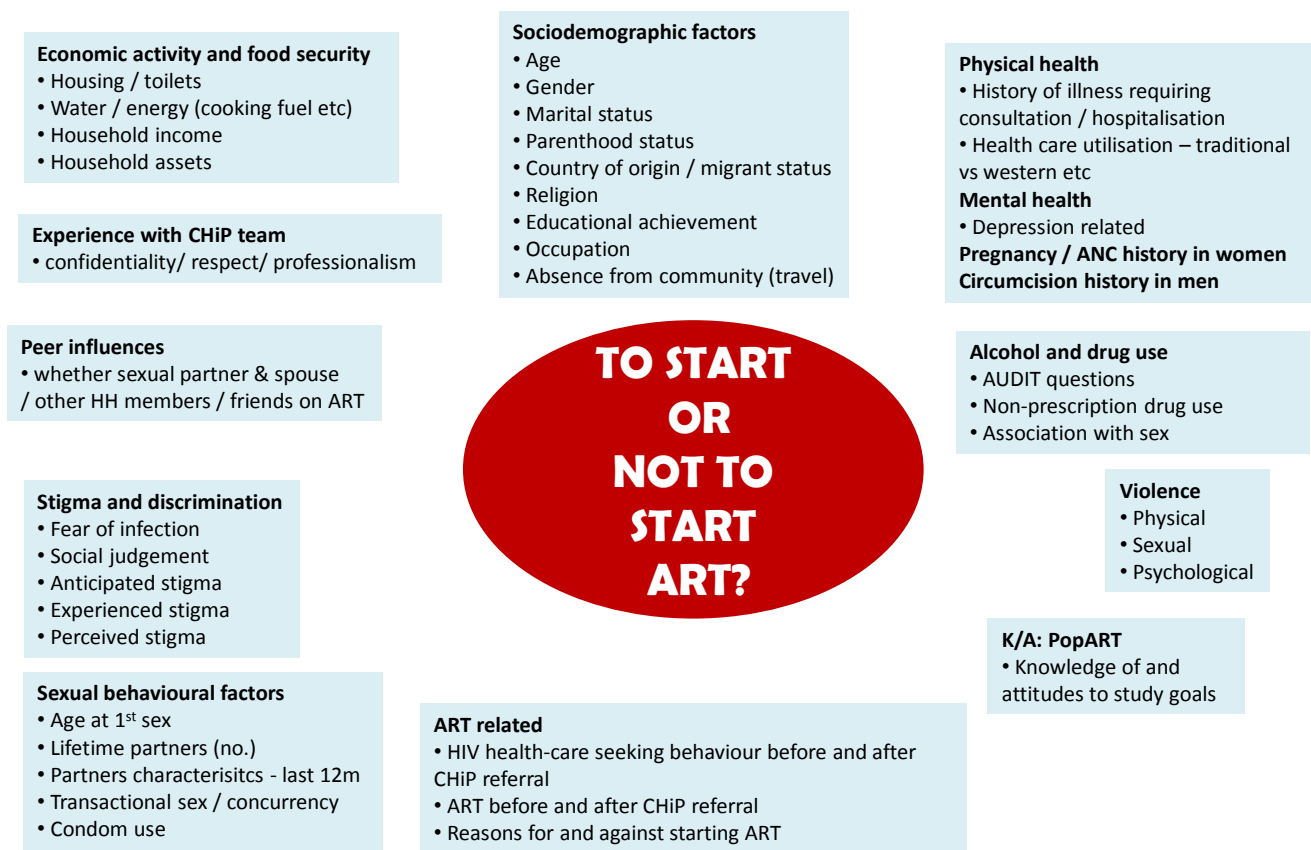 Economic activity and food security
• Housing / toilets
• Water / energy (cooking fuel etc)
• Household income
• Household assets
Sociodemographic factors
• Age
• Gender
• Marital status
• Parenthood status
• Country of origin / migrant status
• Religion
• Educational achievement
• Occupation
• Absence from community (travel)
Physical health
• History of illness requiring
consultation / hospitalisation
• Health care utilisation – traditional
vs western etc
Mental health
• Depression related
Pregnancy / ANC history in women
Circumcision history in men
Experience with CHiP team
• confidentiality/ respect/ professionalism
Peer influences
• whether sexual partner & spouse
/ other HH members / friends on ART
TO START
OR
NOT TO
START
ART?
Alcohol and drug use
• AUDIT questions
• Non-prescription drug use
• Association with sex
Stigma and discrimination
• Fear of infection
• Social judgement
• Anticipated stigma
• Experienced stigma
• Perceived stigma
Violence
• Physical
• Sexual
• Psychological
K/A: PopART
• Knowledge of and
attitudes to study goals
Sexual behavioural factors
• Age at 1st sex
• Lifetime partners (no.)
• Partners characterisitcs - last 12m
• Transactional sex / concurrency
• Condom use
ART related
• HIV health-care seeking behaviour before and after
CHiP referral
• ART before and after CHiP referral
• Reasons for and against starting ART